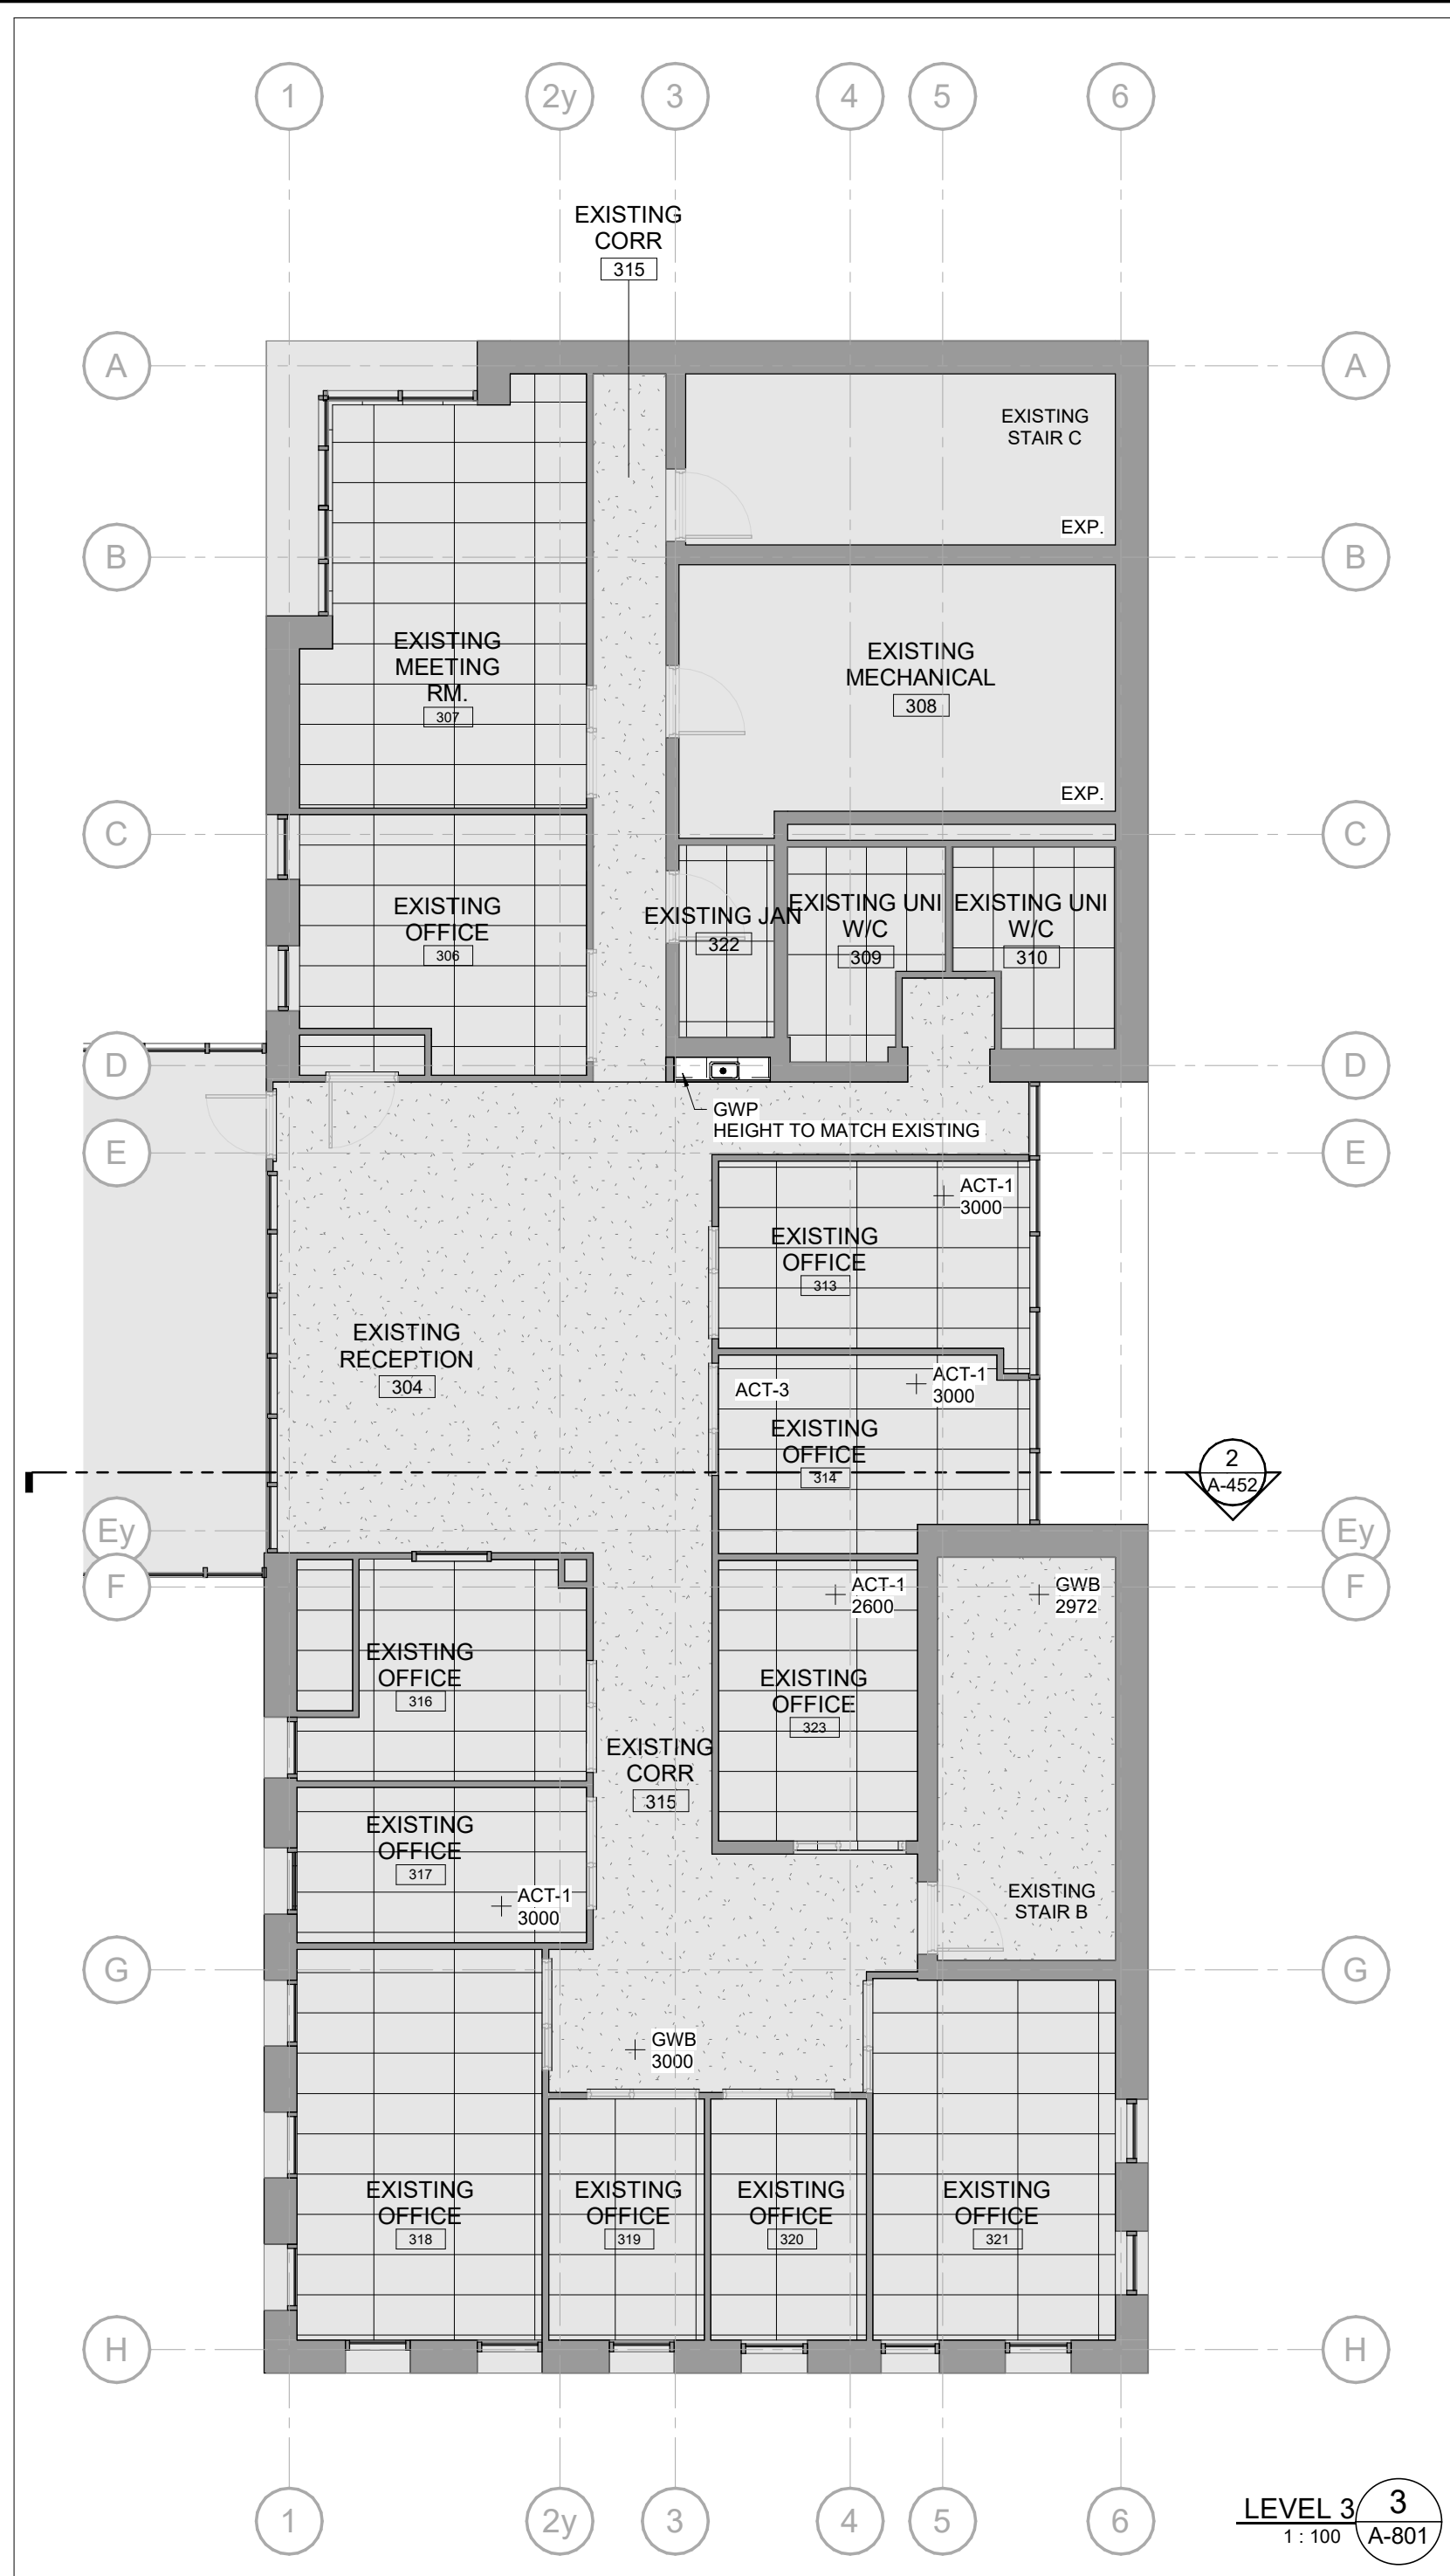 1
2y
3
4
5
6
EXISTING
CORR
315
A
A
EXISTING
STAIR C
EXP.
B
B
EXISTING
MEETING
RM.
307
EXISTING
MECHANICAL
308
EXP.
C
C
EXISTING
OFFICE
306
EXISTING JAN
322
EXISTING UNI
W/C
309
EXISTING UNI
W/C
310
D
D
GWP
HEIGHT TO MATCH EXISTING
E
E
ACT-1
3000
EXISTING
OFFICE
313
EXISTING
RECEPTION
304
ACT-3
ACT-1
3000
EXISTING
OFFICE
314
2
A-452
Ey
Ey
F
F
ACT-1
2600
GWB
2972
EXISTING
OFFICE
316
EXISTING
OFFICE
323
EXISTING
CORR
315
EXISTING
OFFICE
317
ACT-1
3000
EXISTING
STAIR B
G
G
GWB
3000
EXISTING
OFFICE
318
EXISTING
OFFICE
319
EXISTING
OFFICE
320
EXISTING
OFFICE
321
H
H
1
2y
3
4
5
6
LEVEL 3
1 : 100
3
A-801